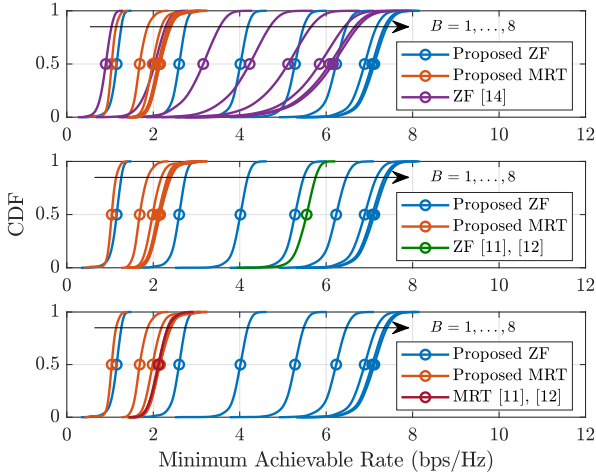 1
B = 1, . . . , 8
0.5
Proposed ZF
Proposed MRT
ZF [14]
0
0 2 4 6 8 10 12
1
B = 1, . . . , 8
CDF
0.5
Proposed ZF
Proposed MRT
ZF [11], [12]
0
0 2 4 6 8 10 12
1
B = 1, . . . , 8
0.5
Proposed ZF
Proposed MRT
MRT [11], [12]
0
0 2 4 6 8 10 12
Minimum Achievable Rate (bps/Hz)